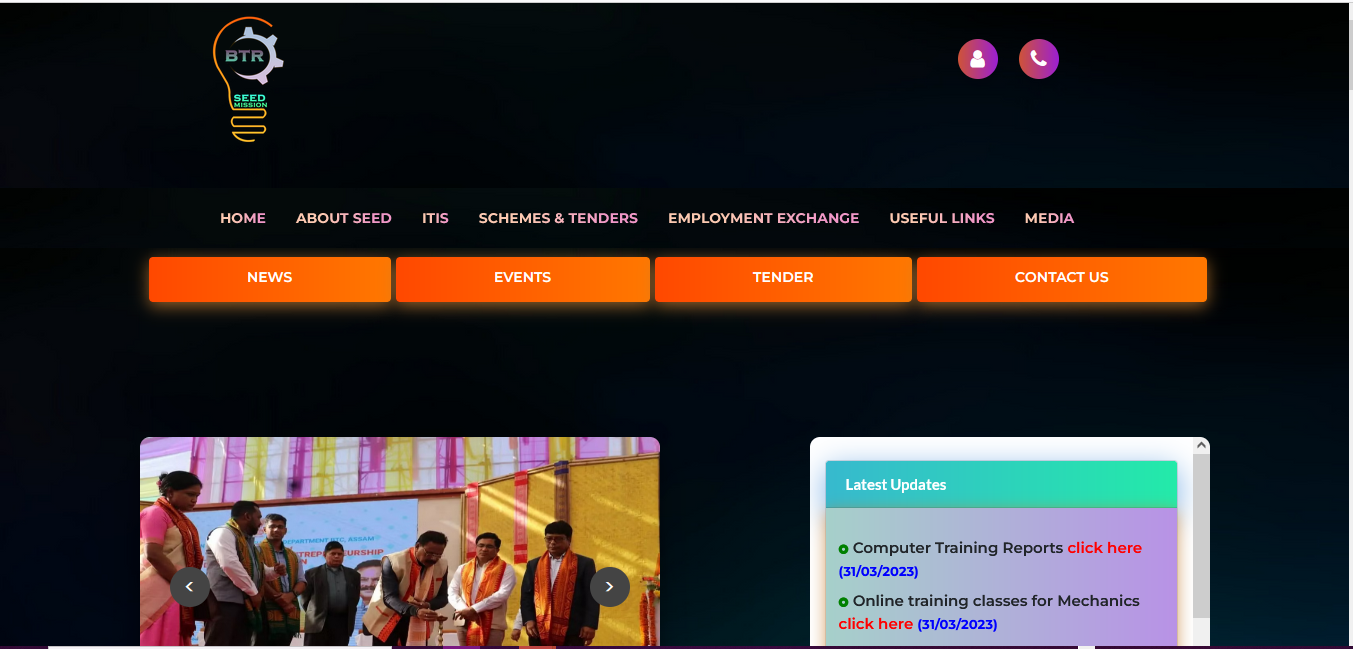 BTR
SEED
MISSION
HOME ABOUT SEED ITIS SCHEMES & TENDERS EMPLOYMENT EXCHANGE USEFUL LINKS MEDIA
NEWS EVENTS TENDER CONTACT US
DEPARTMENT BTC, ASSAM
TREPRENEURSHIP
Latest Updates
Computer Training Reports click here
(31/03/2023)
Online training classes for Mechanics
click here (31/03/2023)